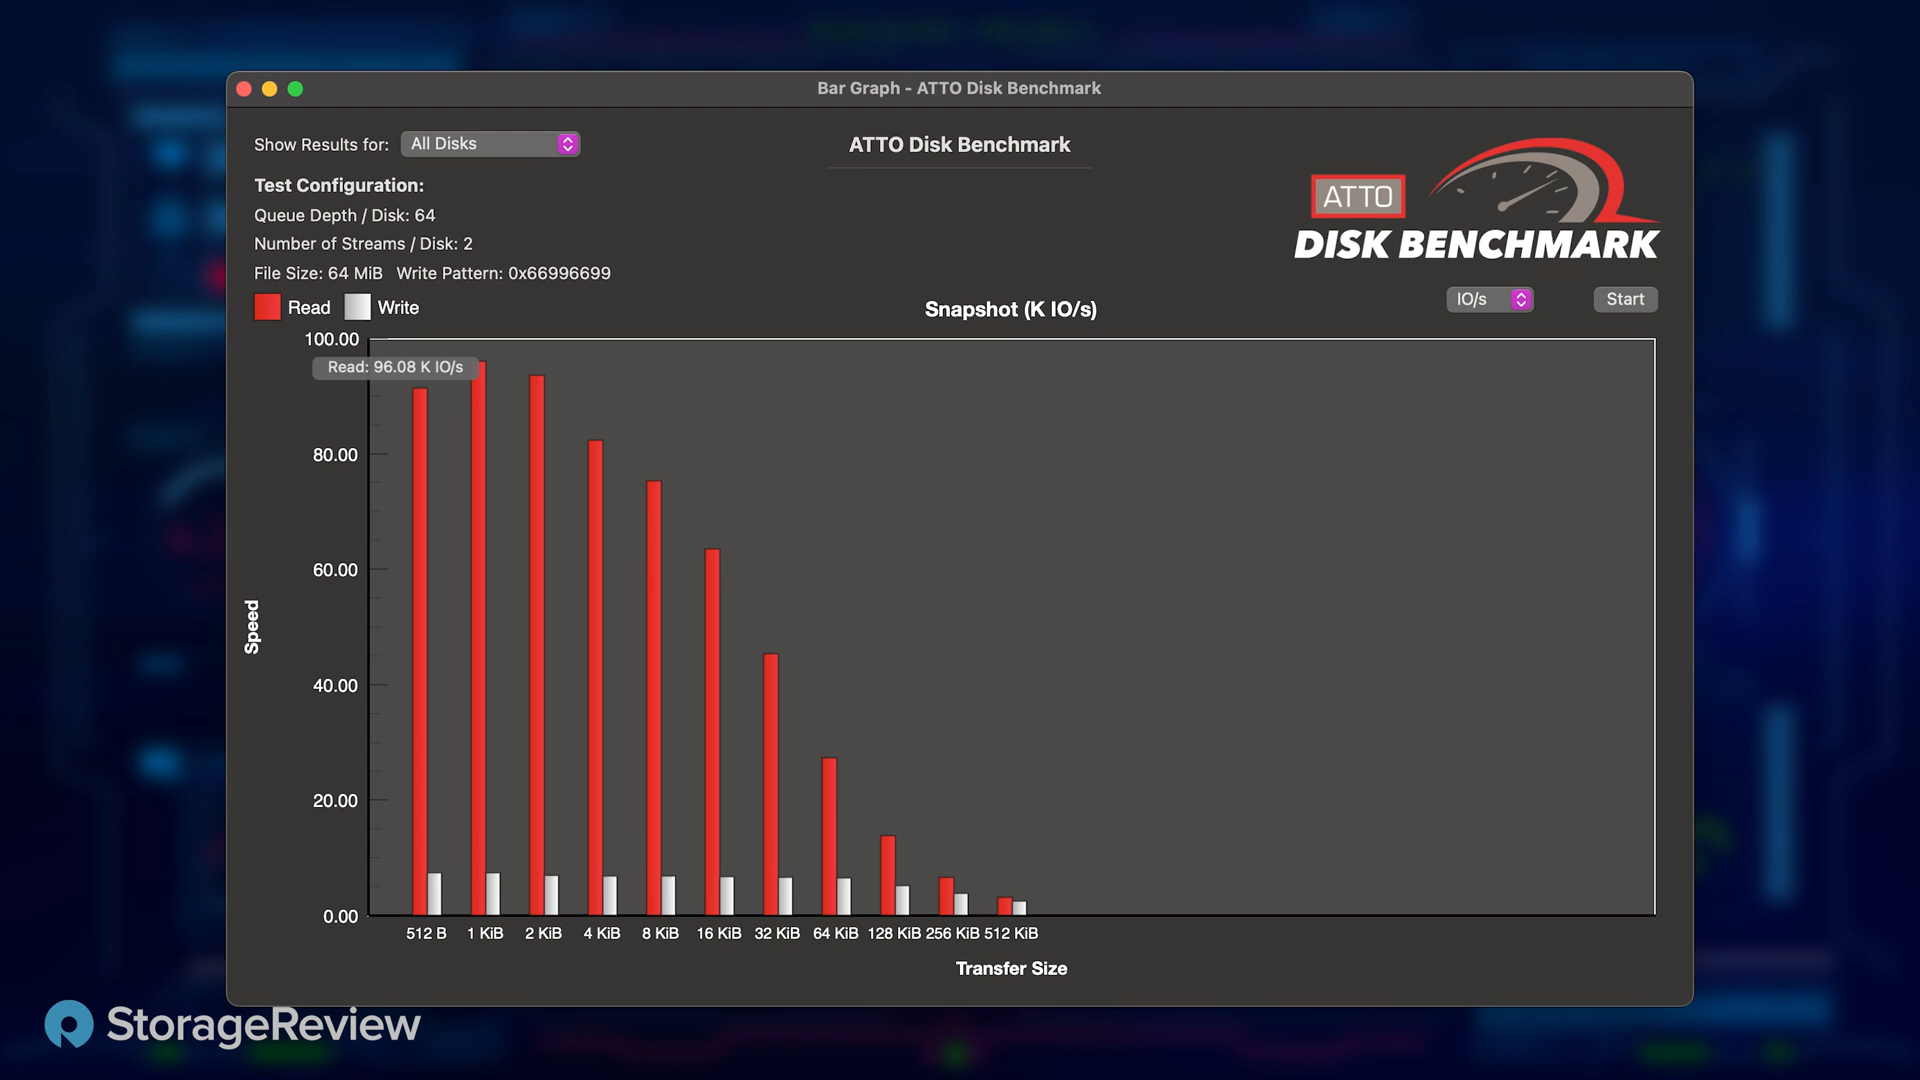 Bar Graph - ATTO Disk Benchmark
Show Results for: All Disks
ATTO Disk Benchmark
Test Configuration:
Queue Depth / Disk: 64
Number of Streams / Disk: 2
File Size: 64 MiB Write Pattern: 0x66996699
ATTO
DISK BENCHMARK
Read Write
Snapshot (K IO/s)
IO/s
Start
100.00
Read: 96.08 K IO/s
80.00
60.00
40.00
20.00
0.00
Speed
512 B 1 KiB 2 KiB 4 KiB 8 KiB 16 KiB 32 KiB 64 KiB 128 KiB 256 KiB 512 KiB
Transfer Size
StorageReview